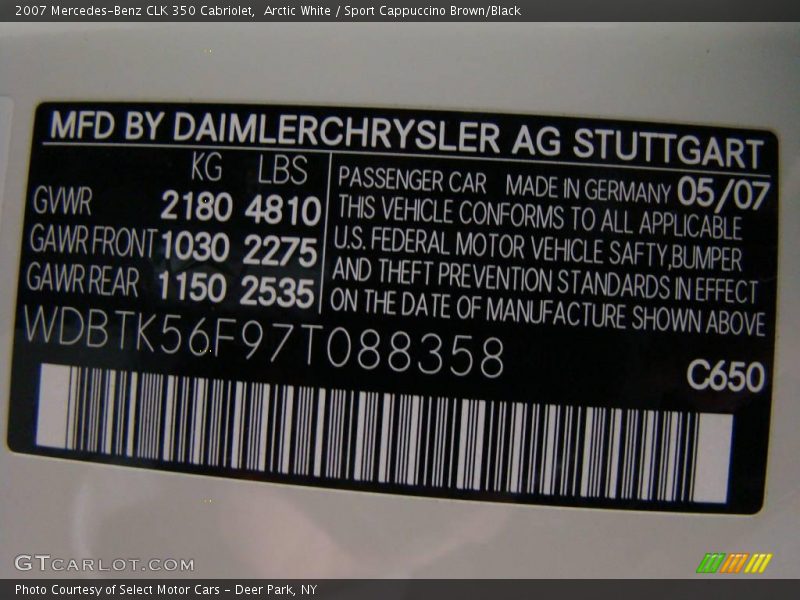 2007 Mercedes-Benz CLK 350 Cabriolet,  Arctic White / Sport Cappuccino Brown/Black
MFD BY DAIMLERCHRYSLER AG STUTTGART
KG LBS
GVWR 2180 4810
GAWR FRONT 1030 2275
GAWR REAR 1150 2535
PASSENGER CAR MADE IN GERMANY 05/07
THIS VEHICLE CONFORMS TO ALL APPLICABLE
U.S. FEDERAL MOTOR VEHICLE SAFTY,BUMPER
AND THEFT PREVENTION STANDARDS IN EFFECT
ON THE DATE OF MANUFACTURE SHOWN ABOVE
WDBTK56F97T088358
C650
GTCARLOT.COM
Photo Courtesy of Select Motor Cars - Deer Park, NY